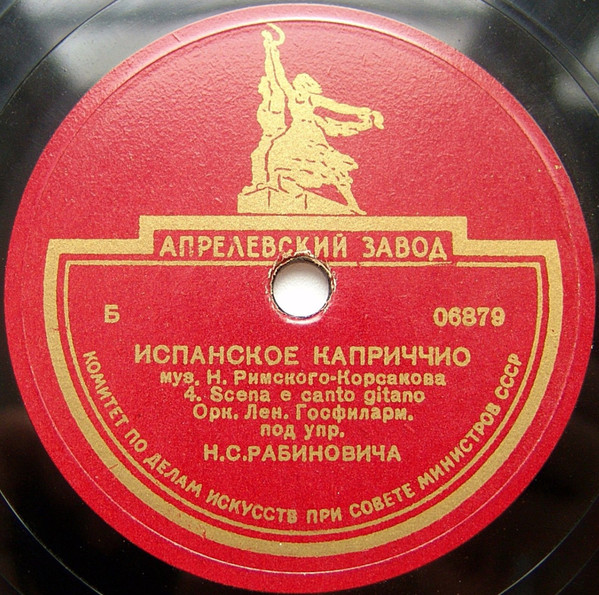 АПРЕЛЕВСКИЙ ЗАВОД
Б 06879
ИСПАНСКОЕ КАПРИЧЧИО
муз. Н. Римского-Корсакова
4. Scena e canto gitano
Орк. Лен. Госфиларм.
под упр.
Н.С.РАБИНОВИЧА
КОМИТЕТ ПО ДЕЛАМ ИСКУССТВ ПРИ СОВЕТЕ МИНИСТРОВ СССР